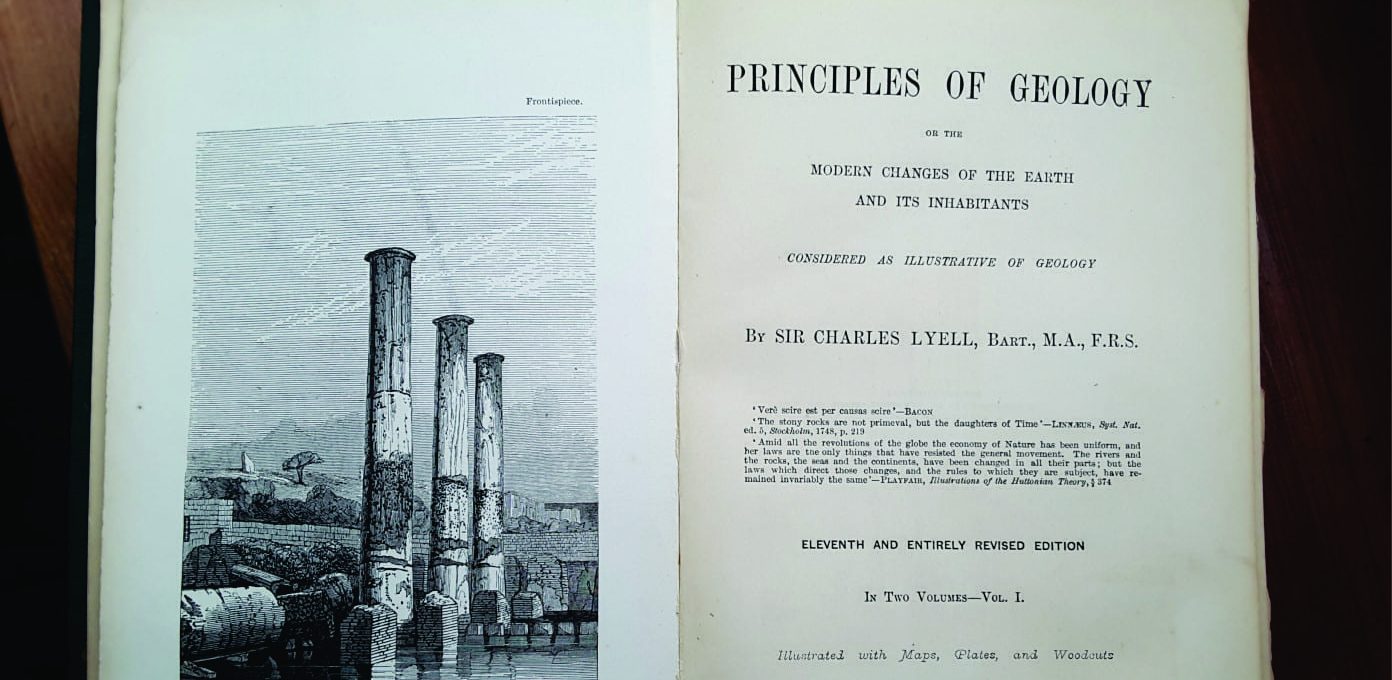 Frontispiece.
PRINCIPLES OF GEOLOGY
OR THE
MODERN CHANGES OF THE EARTH
AND ITS INHABITANTS
CONSIDERED AS ILLUSTRATIVE OF GEOLOGY
BY SIR CHARLES LYELL, BART., M.A., F.R.S.
‘Verè scire est per causas scire’—BACON
‘The stony rocks are not primeval, but the daughters of Time’—LINNÆUS, Syst. Nat.
ed. 5, Stockholm, 1748, p. 219
‘Amid all the revolutions of the globe the economy of Nature has been uniform, and
her laws are the only things that have resisted the general movement. The rivers and
the rocks, the seas and the continents, have been changed in all their parts; but the
laws which direct those changes, and the rules to which they are subject, have re-
mained invariably the same’—PLAYFAIR, Illustrations of the Huttonian Theory, § 374
ELEVENTH AND ENTIRELY REVISED EDITION
IN TWO VOLUMES—VOL. I.
Illustrated with Maps, Plates, and Woodcuts